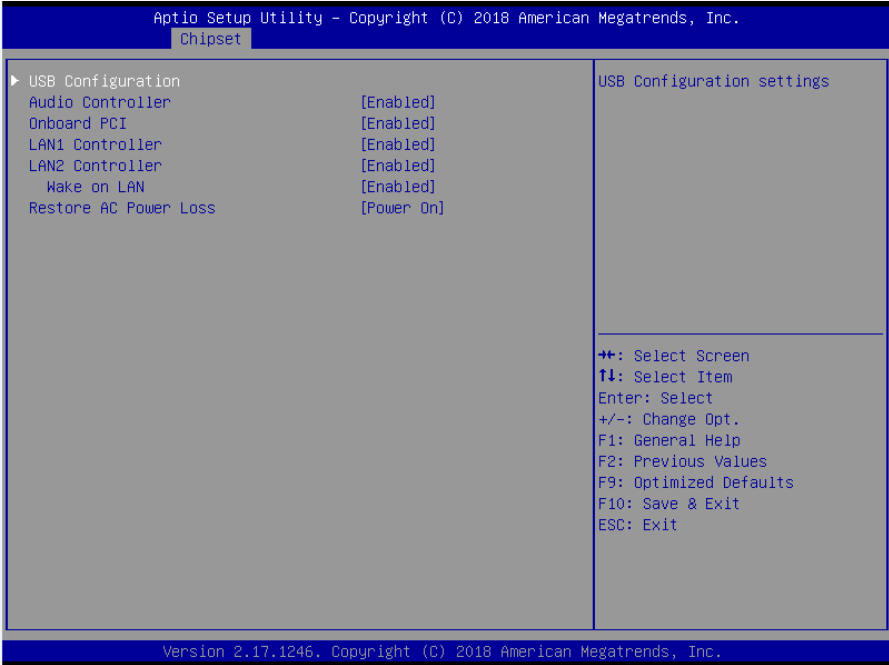 Aptio Setup Utility – Copyright (C) 2018 American Megatrends, Inc.
Chipset
▶ USB Configuration
Audio Controller [Enabled]
Onboard PCI [Enabled]
LAN1 Controller [Enabled]
LAN2 Controller [Enabled]
Wake on LAN [Enabled]
Restore AC Power Loss [Power On]
USB Configuration settings
→←: Select Screen
↑↓: Select Item
Enter: Select
+/-: Change Opt.
F1: General Help
F2: Previous Values
F9: Optimized Defaults
F10: Save & Exit
ESC: Exit
Version 2.17.1246. Copyright (C) 2018 American Megatrends, Inc.